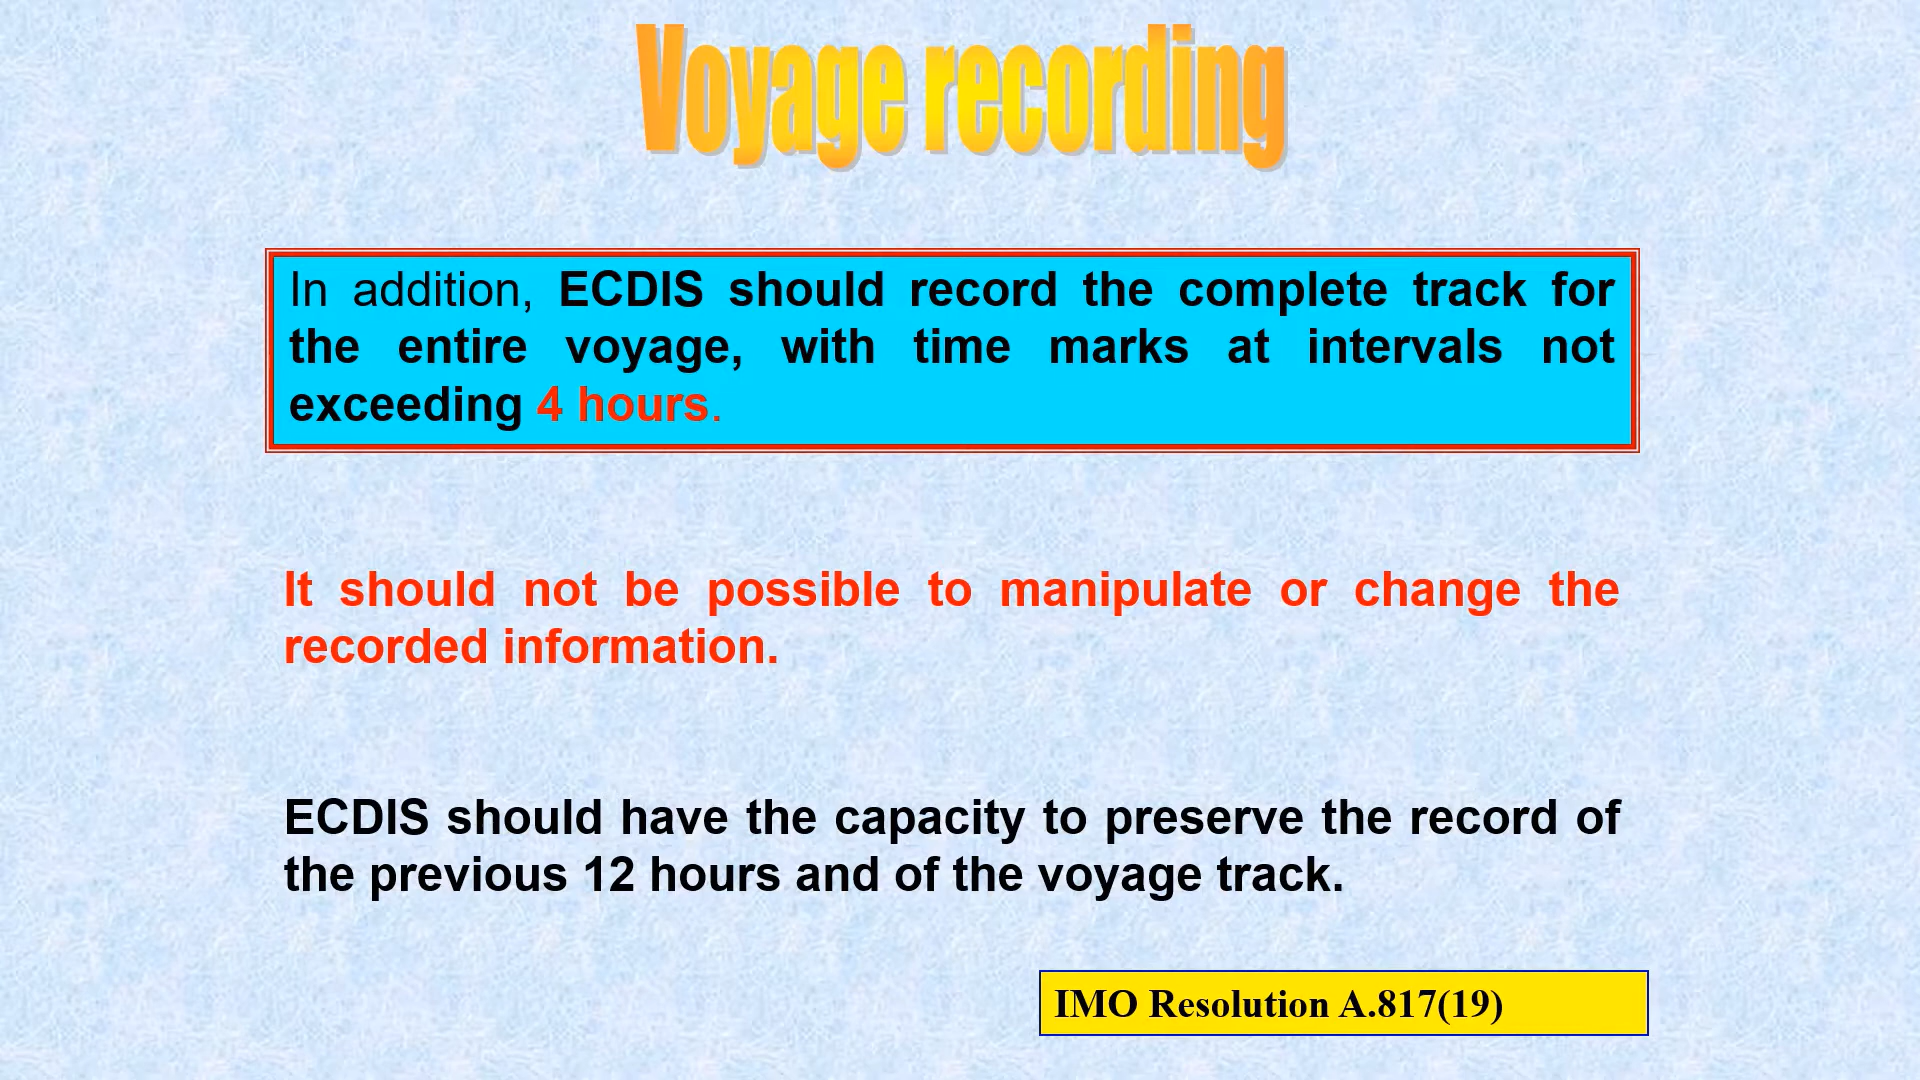 Voyage recording
In addition, ECDIS should record the complete track for
the entire voyage, with time marks at intervals not
exceeding 4 hours.
It should not be possible to manipulate or change the
recorded information.
ECDIS should have the capacity to preserve the record of
the previous 12 hours and of the voyage track.
IMO Resolution A.817(19)